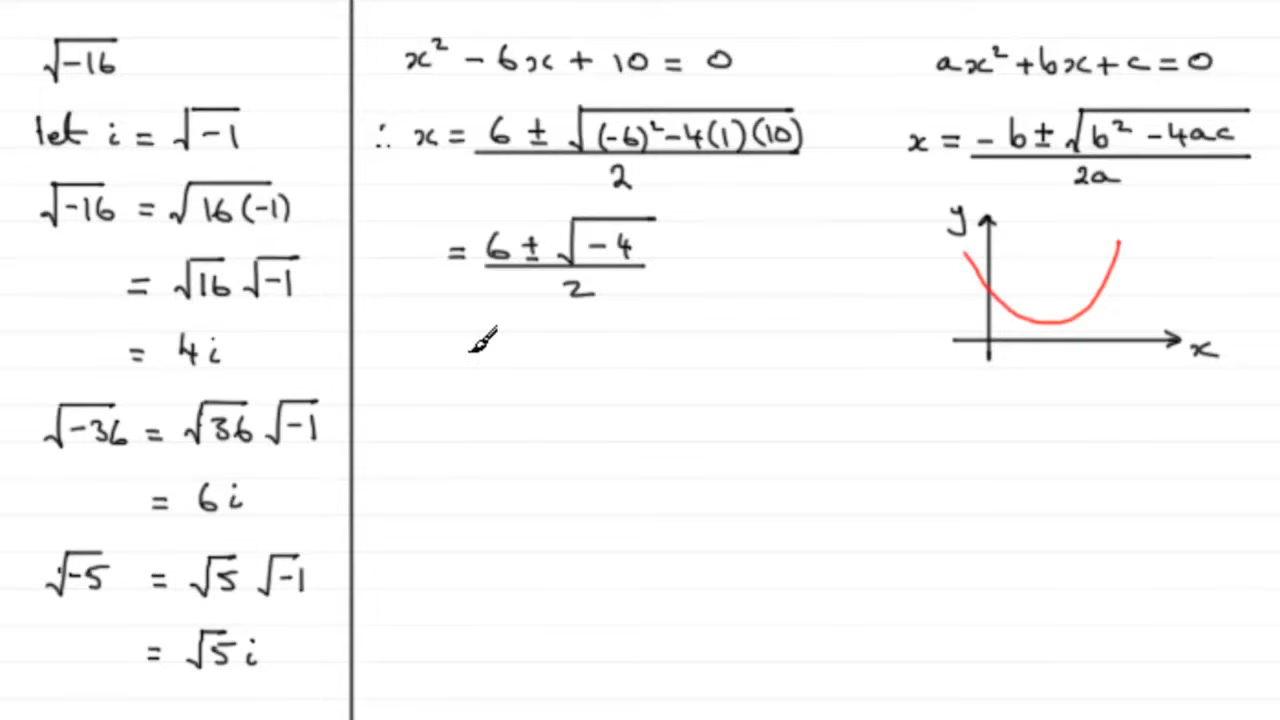 √-16
let i = √-1
√-16 = √16(-1)
= √16 √-1
= 4i
√-36 = √36 √-1
= 6i
√-5 = √5 √-1
= √5 i
x² - 6x + 10 = 0
∴ x = 6 ± √(-6)²-4(1)(10)
2
= 6 ± √-4
2
ax²+bx+c=0
x = -b±√b²-4ac
2a
y
x